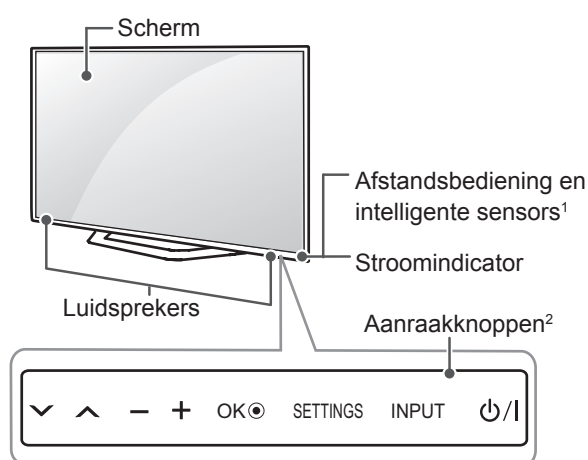 Scherm
Afstandsbediening en
intelligente sensors¹
Stroomindicator
Luidsprekers
Aanraakknoppen²
OK⦿ SETTINGS INPUT ⏻/I